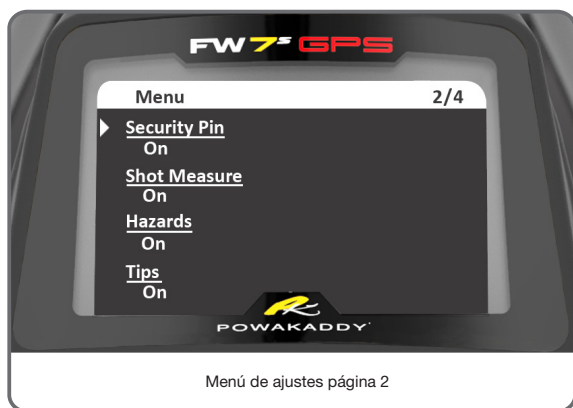 FW7s GPS
Menu 2/4
Security Pin
On
Shot Measure
On
Hazards
On
Tips
On
POWAKADDY
Menú de ajustes página 2